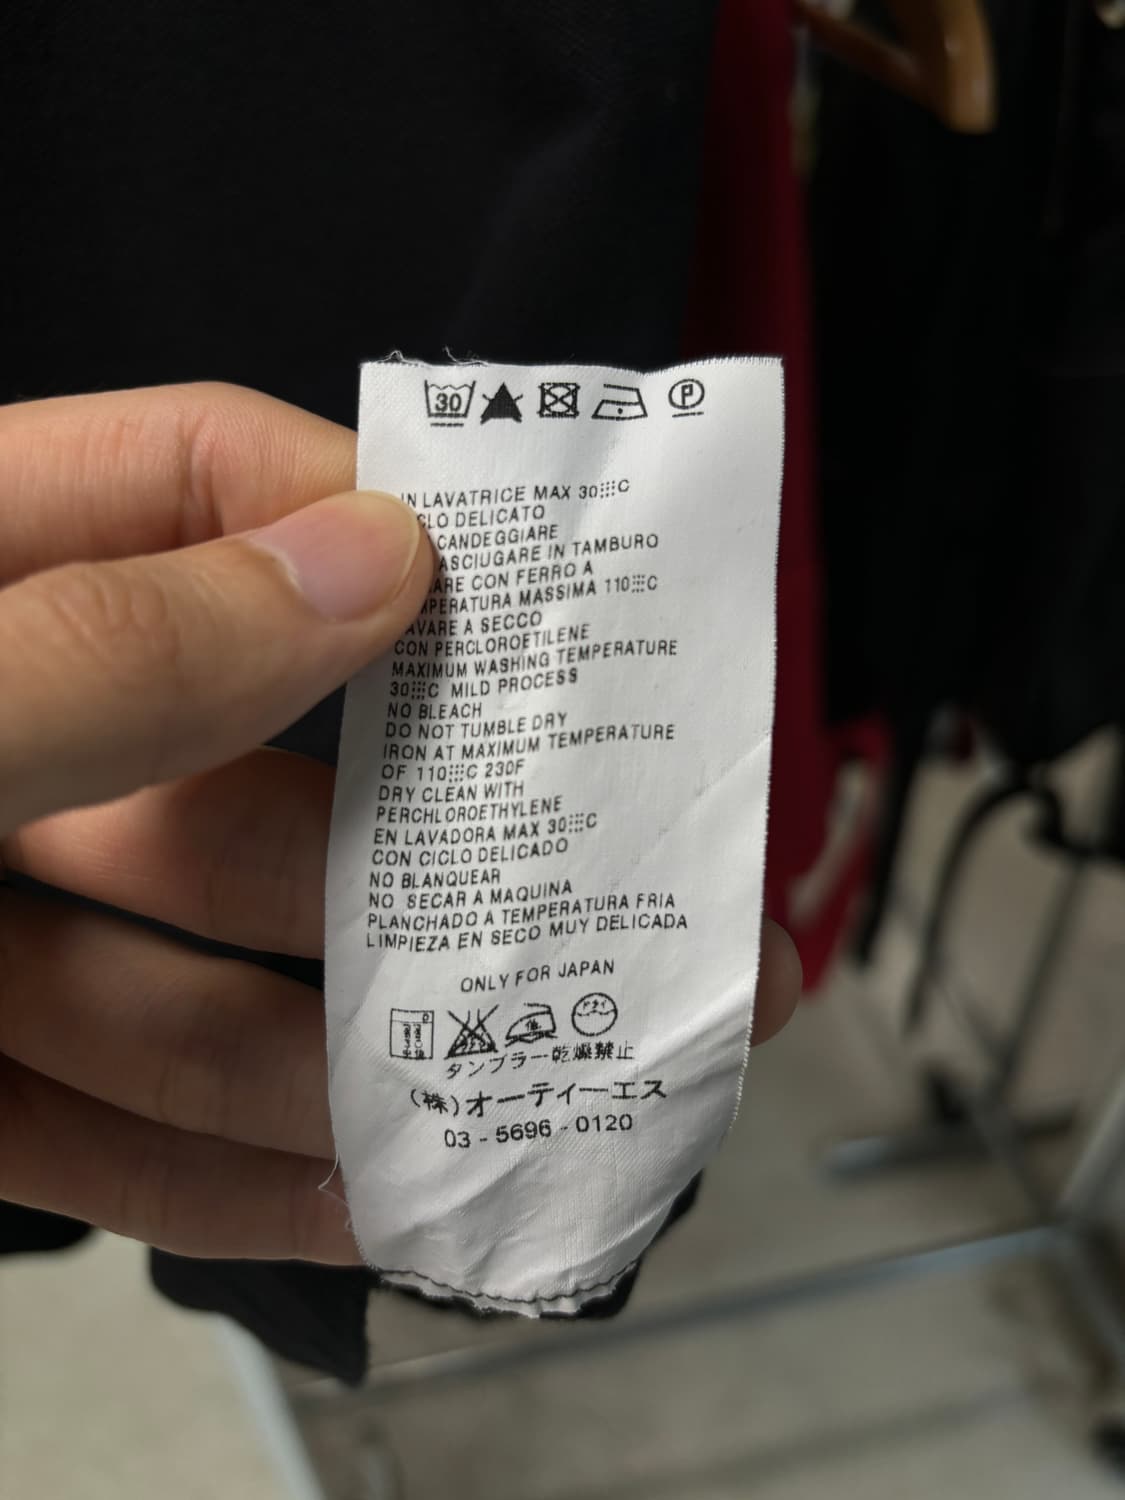 30
P
IN LAVATRICE MAX 30⁝⁝⁝C
CLO DELICATO
CANDEGGIARE
ASCIUGARE IN TAMBURO
ARE CON FERRO A
MPERATURA MASSIMA 110⁝⁝⁝C
AVARE A SECCO
CON PERCLOROETILENE
MAXIMUM WASHING TEMPERATURE
30⁝⁝⁝C MILD PROCESS
NO BLEACH
DO NOT TUMBLE DRY
IRON AT MAXIMUM TEMPERATURE
OF 110⁝⁝⁝C 230F
DRY CLEAN WITH
PERCHLOROETHYLENE
EN LAVADORA MAX 30⁝⁝⁝C
CON CICLO DELICADO
NO BLANQUEAR
NO SECAR A MAQUINA
PLANCHADO A TEMPERATURA FRIA
LIMPIEZA EN SECO MUY DELICADA
ONLY FOR JAPAN
低 ドライ
タンブラー乾燥禁止
(株)オーティーエス
03 - 5696 - 0120